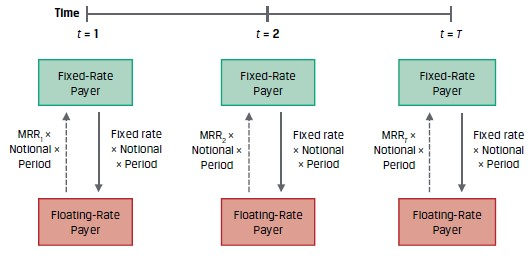 Time
t = 1
t = 2
t = T
Fixed-Rate
Payer
Fixed-Rate
Payer
Fixed-Rate
Payer
MRR₁ ×
Notional ×
Period
Fixed rate
× Notional
× Period
MRR₂ ×
Notional ×
Period
Fixed rate
× Notional
× Period
MRR_T ×
Notional ×
Period
Fixed rate
× Notional
× Period
Floating-Rate
Payer
Floating-Rate
Payer
Floating-Rate
Payer